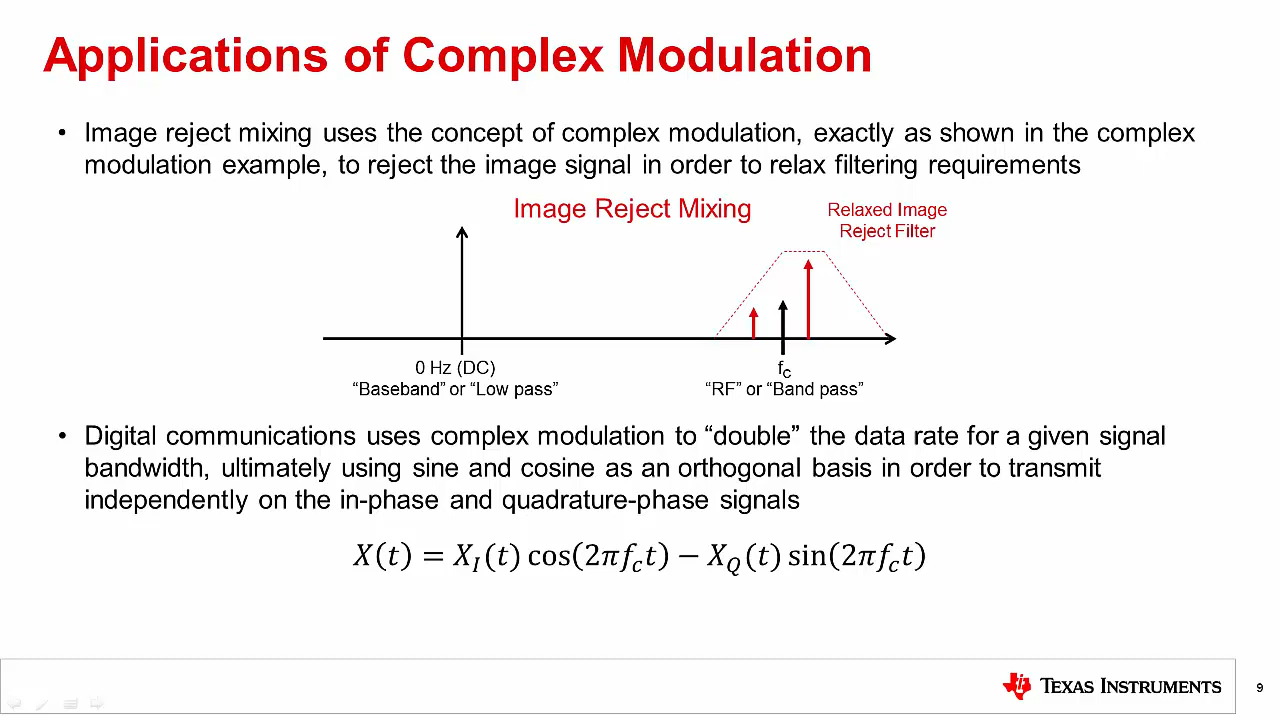 Applications of Complex Modulation
• Image reject mixing uses the concept of complex modulation, exactly as shown in the complex
modulation example, to reject the image signal in order to relax filtering requirements
Image Reject Mixing
Relaxed Image
Reject Filter
0 Hz (DC)
“Baseband” or “Low pass”
fC
“RF” or “Band pass”
• Digital communications uses complex modulation to “double” the data rate for a given signal
bandwidth, ultimately using sine and cosine as an orthogonal basis in order to transmit
independently on the in-phase and quadrature-phase signals
X(t) = X_I(t) cos(2πf_c t) − X_Q(t) sin(2πf_c t)
TEXAS INSTRUMENTS
9